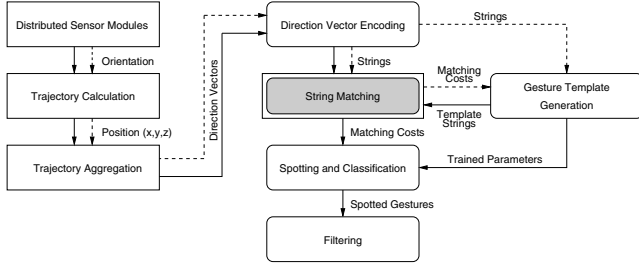 Distributed Sensor Modules
Orientation
Trajectory Calculation
Position (x,y,z)
Trajectory Aggregation
Direction Vectors
Direction Vector Encoding
Strings
Strings
String Matching
Matching
Costs
Template
Strings
Gesture Template
Generation
Matching Costs
Trained Parameters
Spotting and Classification
Spotted Gestures
Filtering